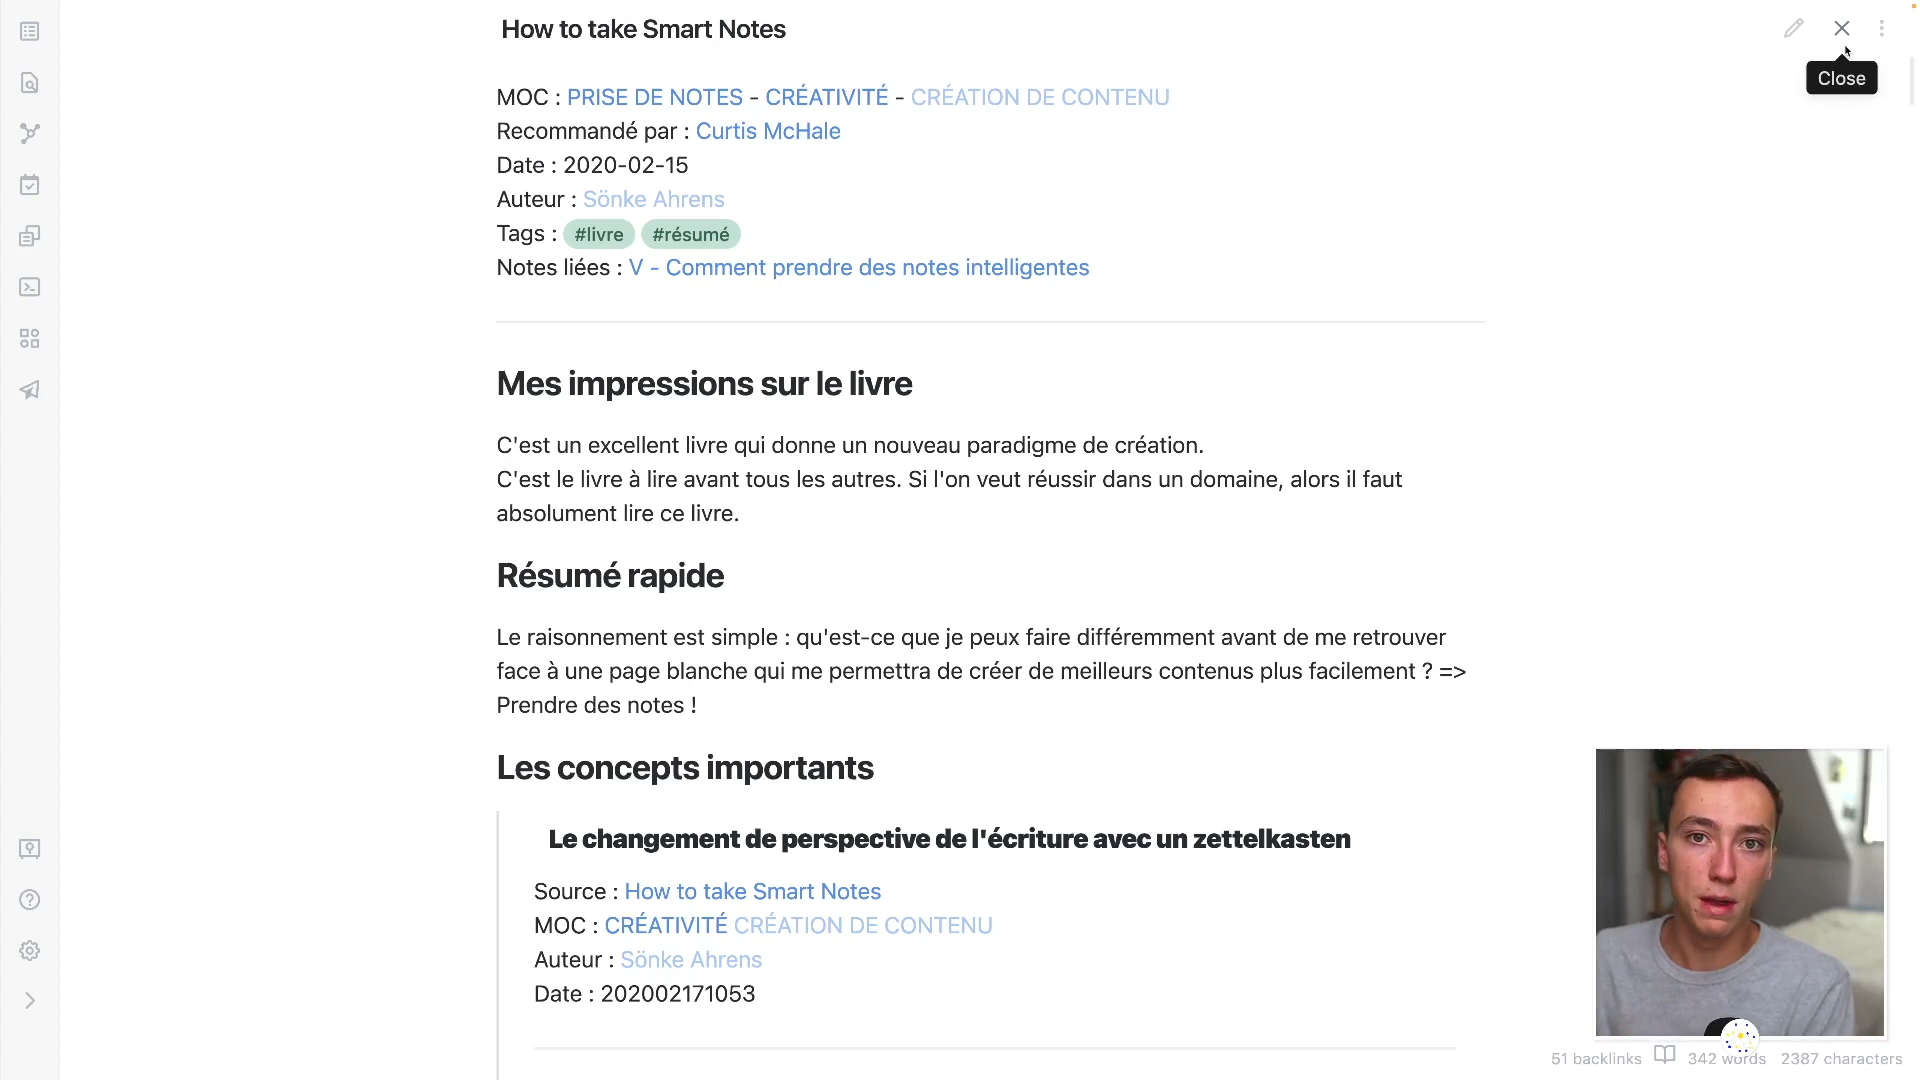 How to take Smart Notes
Close
MOC : PRISE DE NOTES - CRÉATIVITÉ - CRÉATION DE CONTENU
Recommandé par : Curtis McHale
Date : 2020-02-15
Auteur : Sönke Ahrens
Tags : #livre #résumé
Notes liées : V - Comment prendre des notes intelligentes
Mes impressions sur le livre
C'est un excellent livre qui donne un nouveau paradigme de création.
C'est le livre à lire avant tous les autres. Si l'on veut réussir dans un domaine, alors il faut
absolument lire ce livre.
Résumé rapide
Le raisonnement est simple : qu'est-ce que je peux faire différemment avant de me retrouver
face à une page blanche qui me permettra de créer de meilleurs contenus plus facilement ? =>
Prendre des notes !
Les concepts importants
Le changement de perspective de l'écriture avec un zettelkasten
Source : How to take Smart Notes
MOC : CRÉATIVITÉ CRÉATION DE CONTENU
Auteur : Sönke Ahrens
Date : 202002171053
51 backlinks 342 words 2387 characters